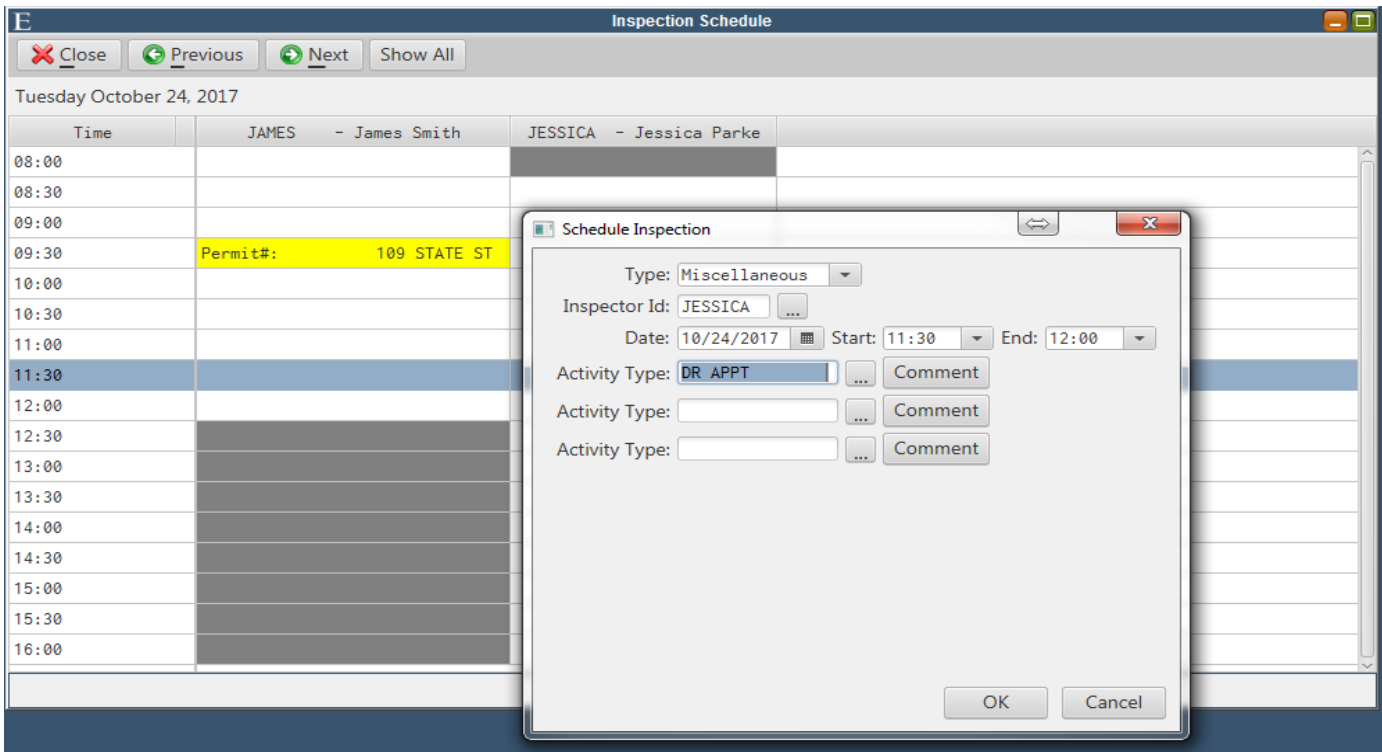 E Inspection Schedule
Close Previous Next Show All
Tuesday October 24, 2017
Time JAMES - James Smith JESSICA - Jessica Parke
08:00
08:30
09:00
09:30 Permit#: 109 STATE ST
10:00
10:30
11:00
11:30
12:00
12:30
13:00
13:30
14:00
14:30
15:00
15:30
16:00
Schedule Inspection
Type: Miscellaneous
Inspector Id: JESSICA ...
Date: 10/24/2017 Start: 11:30 End: 12:00
Activity Type: DR APPT ... Comment
Activity Type: ... Comment
Activity Type: ... Comment
OK Cancel